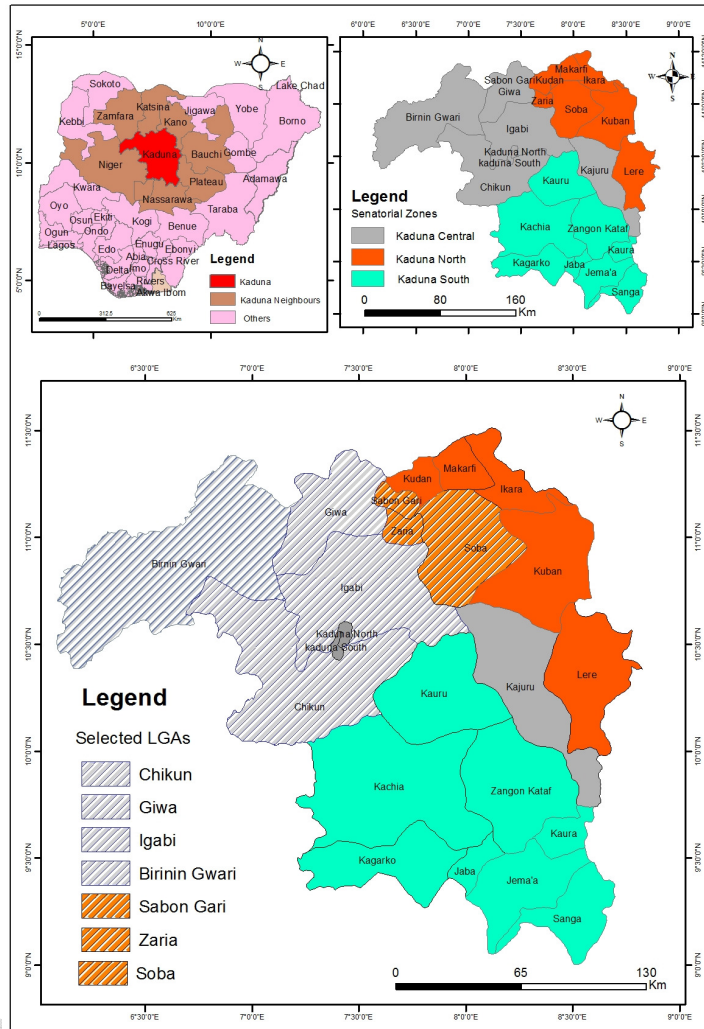 5°0'0"E 10°0'0"E
15°0'0"N
10°0'0"N
5°0'0"N
N
W E
S
Sokoto
Lake Chad
Katsina
Jigawa
Yobe
Zamfara
Kano
Borno
Kebbi
Kaduna
Bauchi
Gombe
Niger
Adamawa
Plateau
Kwara
Nassarawa
Taraba
Oyo
Kogi
Benue
Osun
Ekiti
Ogun
Ondo
Lagos
Enugu
Edo
Ebonyi
Abia
Cross River
Delta
Imo
Rivers
Bayelsa
Akwa Ibom
Legend
Kaduna
Kaduna Neighbours
Others
0 312.5 625
Km
6°0'0"E 6°30'0"E 7°0'0"E 7°30'0"E 8°0'0"E 8°30'0"E 9°0'0"E
N
W E
S
Makarfi
Sabon Gari
Kudan
Ikara
Giwa
Zaria
Soba
Birnin Gwari
Kuban
Igabi
Kaduna North
kaduna South
Kajuru
Lere
Chikun
Kauru
Kachia
Zangon Kataf
Kaura
Kagarko
Jaba
Jema'a
Sanga
Legend
Senatorial Zones
Kaduna Central
Kaduna North
Kaduna South
0 80 160
Km
6°30'0"E 7°0'0"E 7°30'0"E 8°0'0"E 8°30'0"E 9°0'0"E
11°30'0"N
11°0'0"N
10°30'0"N
10°0'0"N
9°30'0"N
9°0'0"N
N
W E
S
Makarfi
Kudan
Ikara
Sabon Gari
Giwa
Zaria
Soba
Birnin Gwari
Kuban
Igabi
Kaduna North
kaduna South
Kajuru
Lere
Kauru
Chikun
Kachia
Zangon Kataf
Kaura
Kagarko
Jaba
Jema'a
Sanga
Legend
Selected LGAs
Chikun
Giwa
Igabi
Birinin Gwari
Sabon Gari
Zaria
Soba
0 65 130
Km
6°30'0"E 7°0'0"E 7°30'0"E 8°0'0"E 8°30'0"E 9°0'0"E